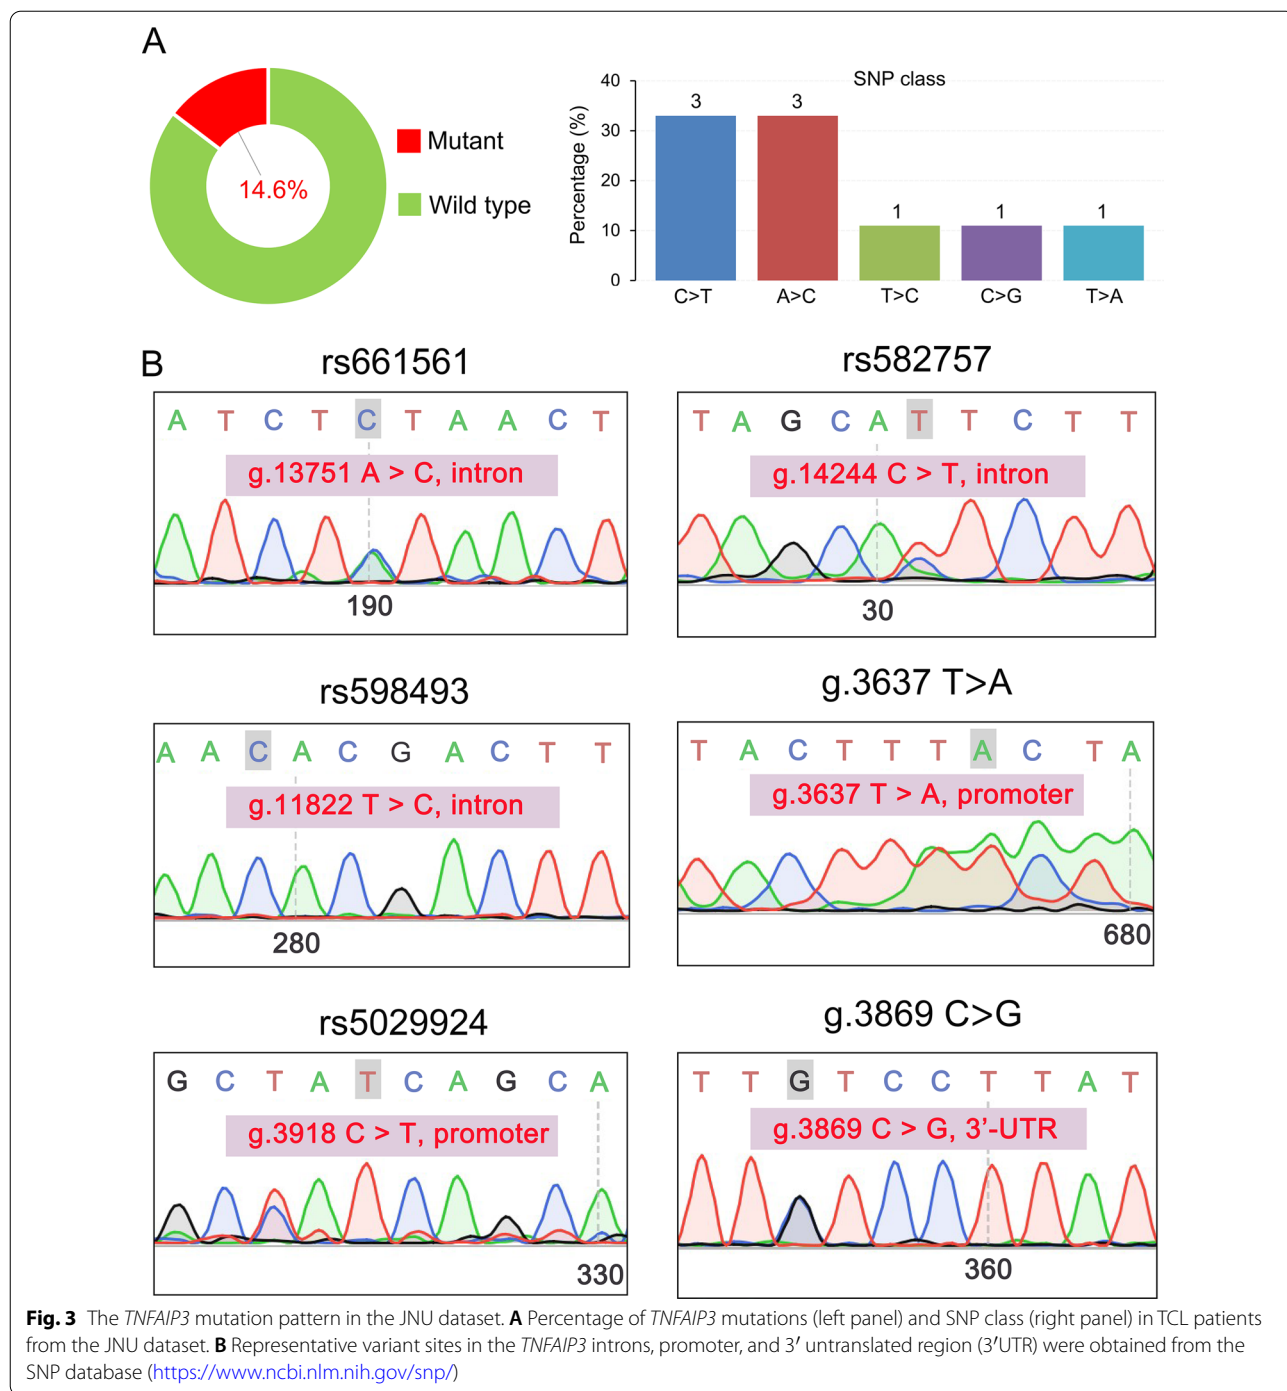 A
14.6%
Mutant
Wild type
SNP class
Percentage (%)
40
30
20
10
0
3
3
1
1
1
C>T
A>C
T>C
C>G
T>A
B
rs661561
A T C T C T A A C T
g.13751 A > C, intron
190
rs582757
T A G C A T T C T T
g.14244 C > T, intron
30
rs598493
A A C A C G A C T T
g.11822 T > C, intron
280
g.3637 T>A
T A C T T T A C T A
g.3637 T > A, promoter
680
rs5029924
G C T A T C A G C A
g.3918 C > T, promoter
330
g.3869 C>G
T T G T C C T T A T
g.3869 C > G, 3’-UTR
360
Fig. 3 The TNFAIP3 mutation pattern in the JNU dataset. A Percentage of TNFAIP3 mutations (left panel) and SNP class (right panel) in TCL patients
from the JNU dataset. B Representative variant sites in the TNFAIP3 introns, promoter, and 3′ untranslated region (3′UTR) were obtained from the
SNP database (https://www.ncbi.nlm.nih.gov/snp/)